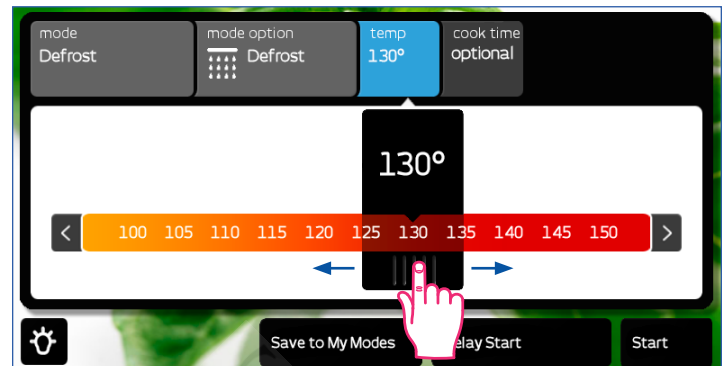 mode
Defrost
mode option
Defrost
temp
130°
cook time
optional
130°
100 105 110 115 120 125 130 135 140 145 150
Save to My Modes
elay Start
Start